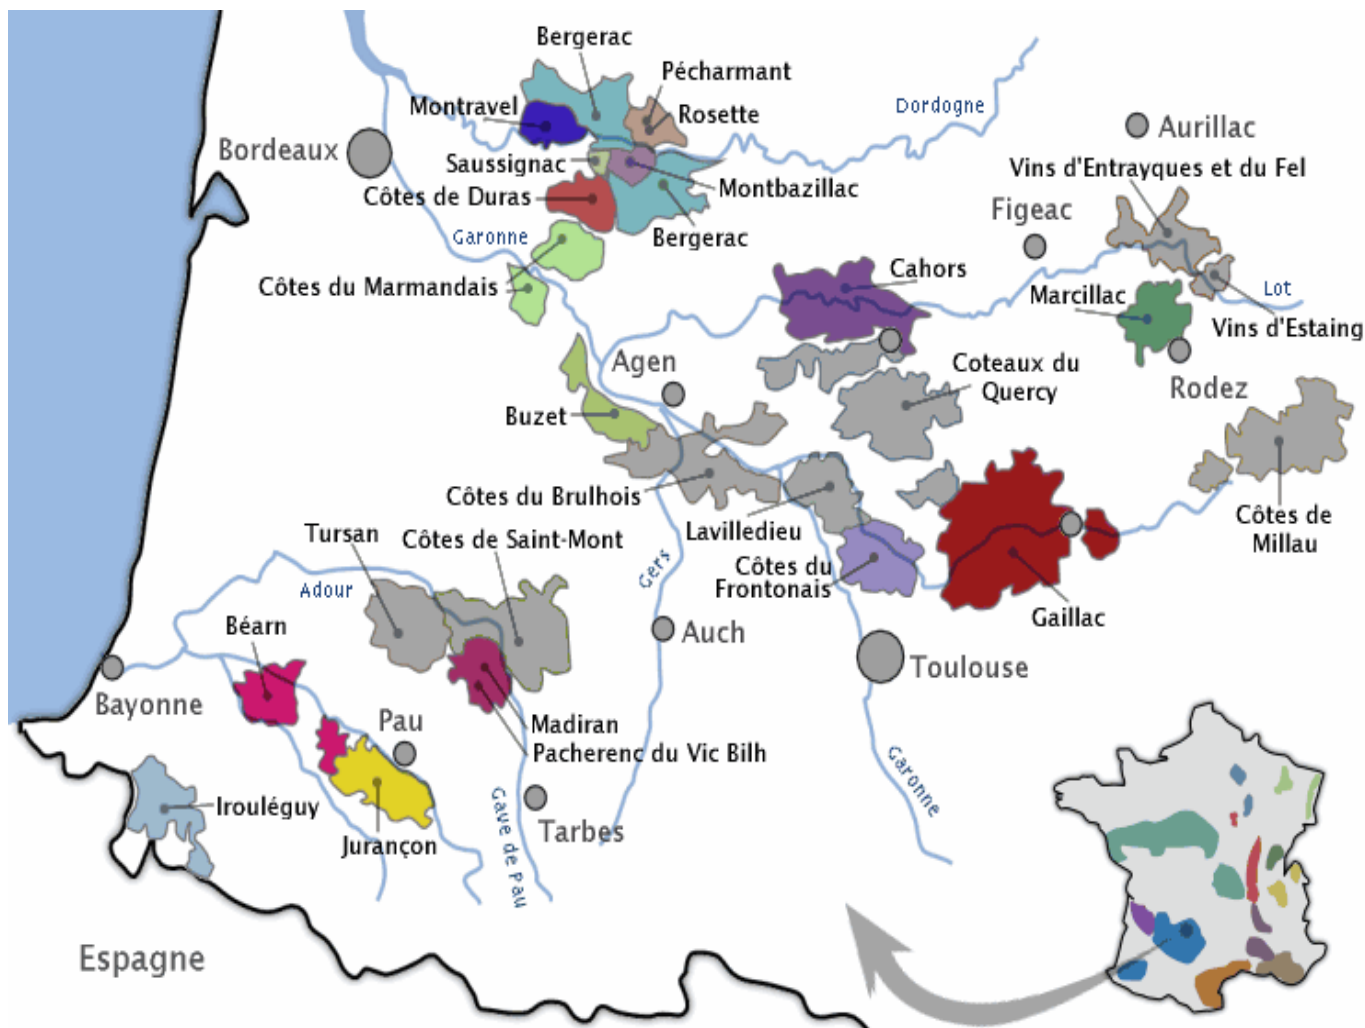 Bergerac
Pécharmant
Montravel
Rosette
Dordogne
Aurillac
Bordeaux
Saussignac
Vins d'Entrayques et du Fel
Côtes de Duras
Montbazillac
Figeac
Garonne
Bergerac
Cahors
Côtes du Marmandais
Marcillac
Lot
Vins d'Estaing
Agen
Coteaux du
Quercy
Rodez
Buzet
Côtes du Brulhois
Lavilledieu
Côtes de
Millau
Tursan
Côtes de Saint-Mont
Gers
Côtes du
Frontonais
Adour
Gaillac
Béarn
Auch
Toulouse
Bayonne
Pau
Madiran
Pacherenc du Vic Bilh
Garonne
Irouléguy
Gave de Pau
Tarbes
Jurançon
Espagne